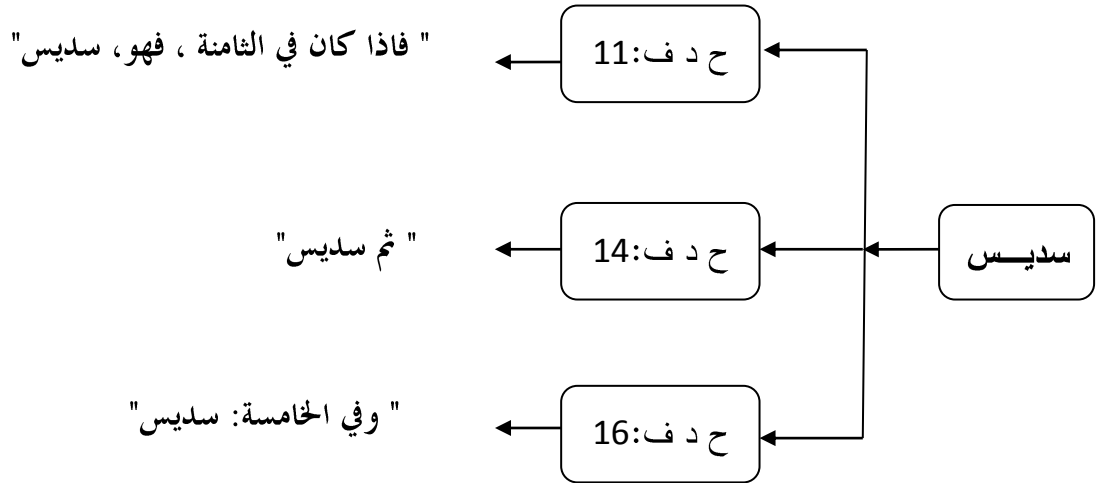 سديـــس
ح د ف:11
" فاذا كان في الثامنة ، فهو، سديس"
ح د ف:14
" ثم سديس"
ح د ف:16
" وفي الخامسة: سديس"